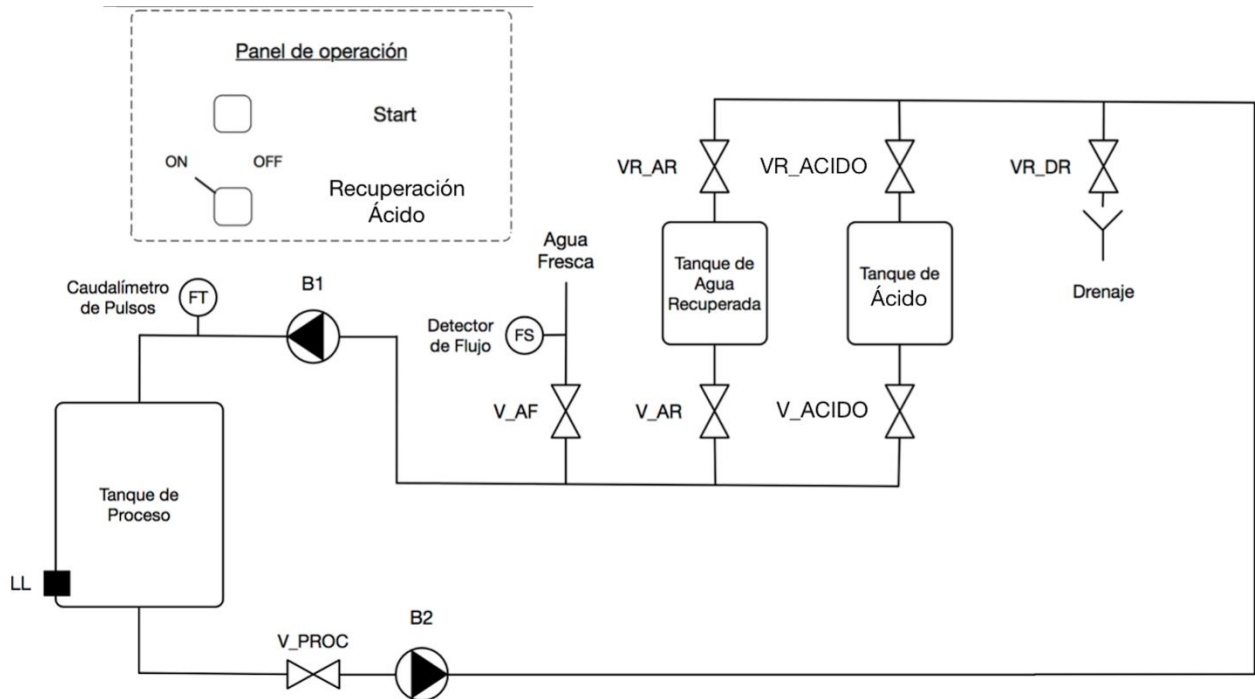 Panel de operación
Start
ON
OFF
Recuperación
Ácido
VR_AR
VR_ACIDO
VR_DR
Agua
Fresca
Tanque de
Agua
Recuperada
Tanque de
Ácido
Drenaje
Caudalímetro
de Pulsos
FT
B1
Detector
de Flujo
FS
V_AF
V_AR
V_ACIDO
Tanque de
Proceso
LL
V_PROC
B2